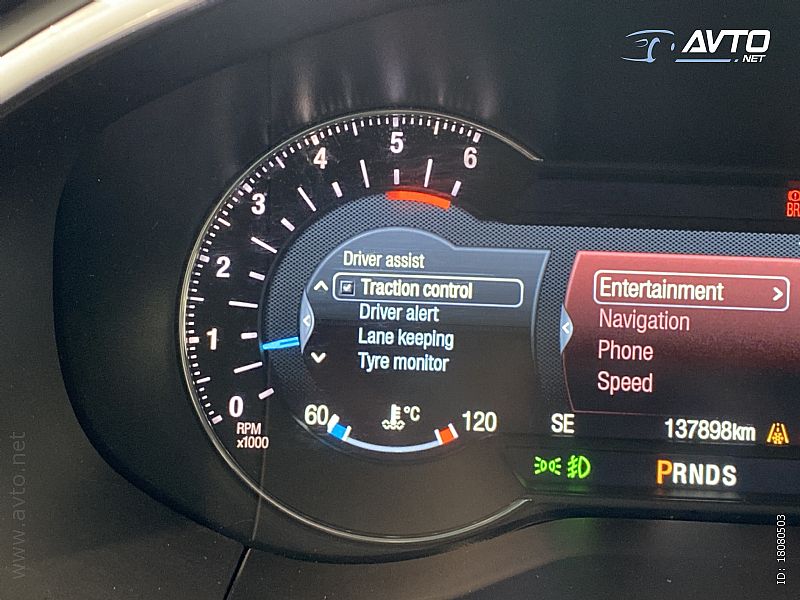 AVTO
.NET
0
1
2
3
4
5
6
RPM
x1000
Driver assist
Traction control
Driver alert
Lane keeping
Tyre monitor
60 °C 120
BR
Entertainment
Navigation
Phone
Speed
SE 137898km
PRNDS
www.avto.net
ID: 18080503